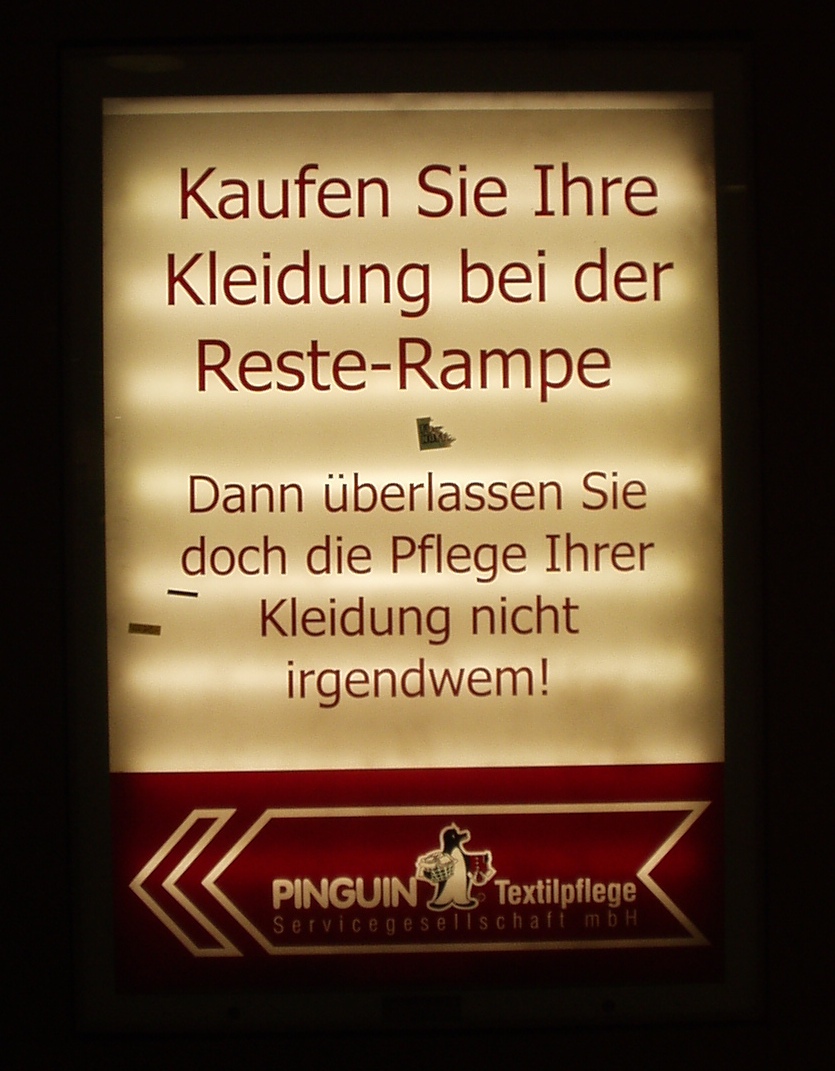 Kaufen Sie Ihre
Kleidung bei der
Reste-Rampe
Dann überlassen Sie
doch die Pflege Ihrer
Kleidung nicht
irgendwem!
PINGUIN Textilpflege
Servicegesellschaft mbH